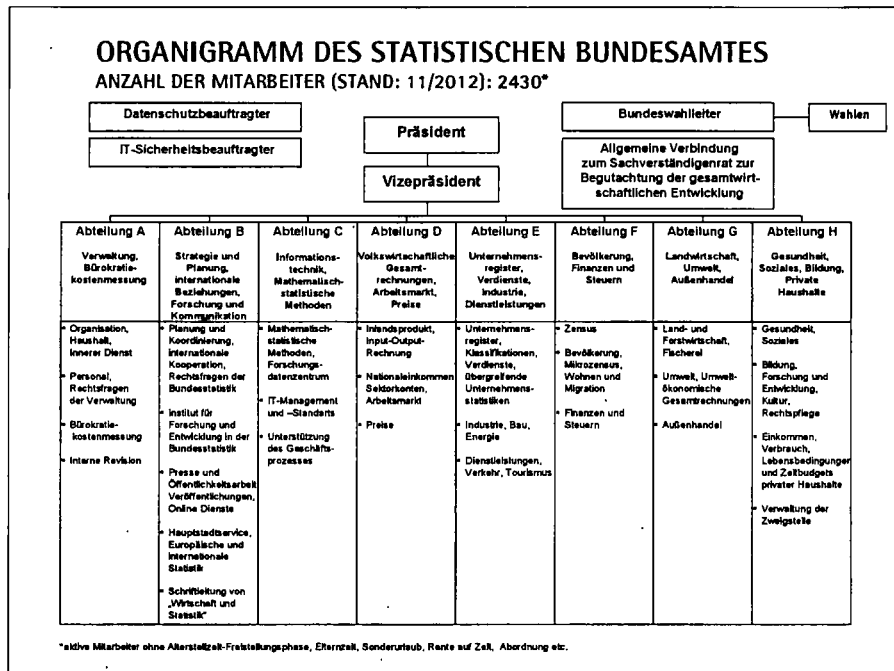 ORGANIGRAMM DES STATISTISCHEN BUNDESAMTES
ANZAHL DER MITARBEITER (STAND: 11/2012): 2430*
Datenschutzbeauftragter
IT-Sicherheitsbeauftragter
Präsident
Vizepräsident
Bundeswahlleiter
Wahlen
Allgemeine Verbindung
zum Sachverständigenrat zur
Begutachtung der gesamtwirt-
schaftlichen Entwicklung
Abteilung A
Verwaltung,
Bürokratie-
kostenmessung
- Organisation,
Haushalt,
Innerer Dienst
- Personal,
Rechtsfragen
der Verwaltung
- Bürokratie-
kostenmessung
- Interne Revision
Abteilung B
Strategie und
Planung,
internationale
Beziehungen,
Forschung und
Kommunikation
- Planung und
Koordinierung,
internationale
Kooperation,
Rechtsfragen der
Bundesstatistik
- Institut für
Forschung und
Entwicklung in der
Bundesstatistik
- Presse und
Öffentlichkeitsarbeit
Veröffentlichungen,
Online Dienste
- Hauptstadtservice,
Europäische und
Internationale
Statistik
- Schriftleitung von
„Wirtschaft und
Statistik“
Abteilung C
Informations-
technik,
Mathematisch-
statistische
Methoden
- Mathematisch-
statistische
Methoden,
Forschungs-
datenzentrum
- IT-Management
und –Standarts
- Unterstützung
des Geschäfts-
prozesses
Abteilung D
Volkswirtschaftliche
Gesamt-
rechnungen,
Arbeitsmarkt,
Preise
- Inlandsprodukt,
Input-Output-
Rechnung
- Nationaleinkommen
Sektorkonten,
Arbeitsmarkt
- Preise
Abteilung E
Unternehmens-
register,
Verdienste,
Industrie,
Dienstleistungen
- Unternehmens-
register,
Klassifikationen,
Verdienste,
übergreifende
Unternehmens-
statistiken
- Industrie, Bau,
Energie
- Dienstleistungen,
Verkehr, Tourismus
Abteilung F
Bevölkerung,
Finanzen und
Steuern
- Zensus
- Bevölkerung,
Mikrozensus,
Wohnen und
Migration
- Finanzen und
Steuern
Abteilung G
Landwirtschaft,
Umwelt,
Außenhandel
- Land- und
Forstwirtschaft,
Fischerei
- Umwelt, Umwelt-
ökonomische
Gesamtrechnungen
- Außenhandel
Abteilung H
Gesundheit,
Soziales, Bildung,
Private
Haushalte
- Gesundheit,
Soziales
- Bildung,
Forschung und
Entwicklung,
Kultur,
Rechtspflege
- Einkommen,
Verbrauch,
Lebensbedingungen
und Zeitbudgets
privater Haushalte
- Verwaltung der
Zweigstelle
*aktive Mitarbeiter ohne Altersteilzeit-Freistellungsphase, Elternzeit, Sonderurlaub, Rente auf Zeit, Abordnung etc.